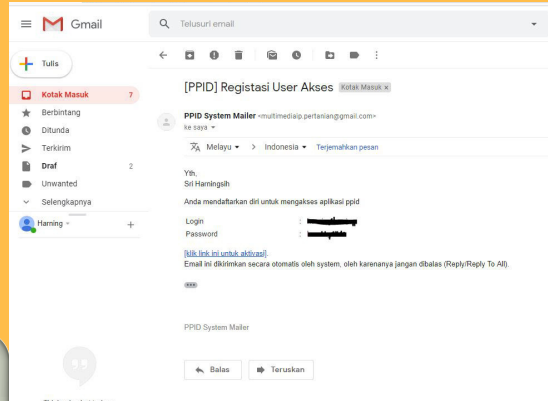 Gmail
Telusuri email
Tulis
[PPID] Registasi User Akses Kotak Masuk x
Kotak Masuk 7
Berbintang
PPID System Mailer <multimediaip.pertanian@gmail.com>
ke saya
Ditunda
Terkirim
Melayu > Indonesia Terjemahkan pesan
Draf 2
Unwanted
Yth,
Sri Harningsih
Selengkapnya
Anda mendaftarkan diri untuk mengakses aplikasi ppid
Harning +
Login :
Password :
[klik link ini untuk aktivasi].
Email ini dikirimkan secara otomatis oleh system, oleh karenanya jangan dibalas (Reply/Reply To All).
PPID System Mailer
Balas Teruskan